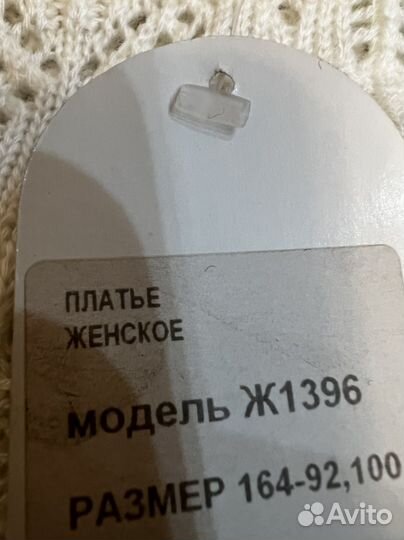 ПЛАТЬЕ
ЖЕНСКОЕ
модель Ж1396
РАЗМЕР 164-92,100
Avito